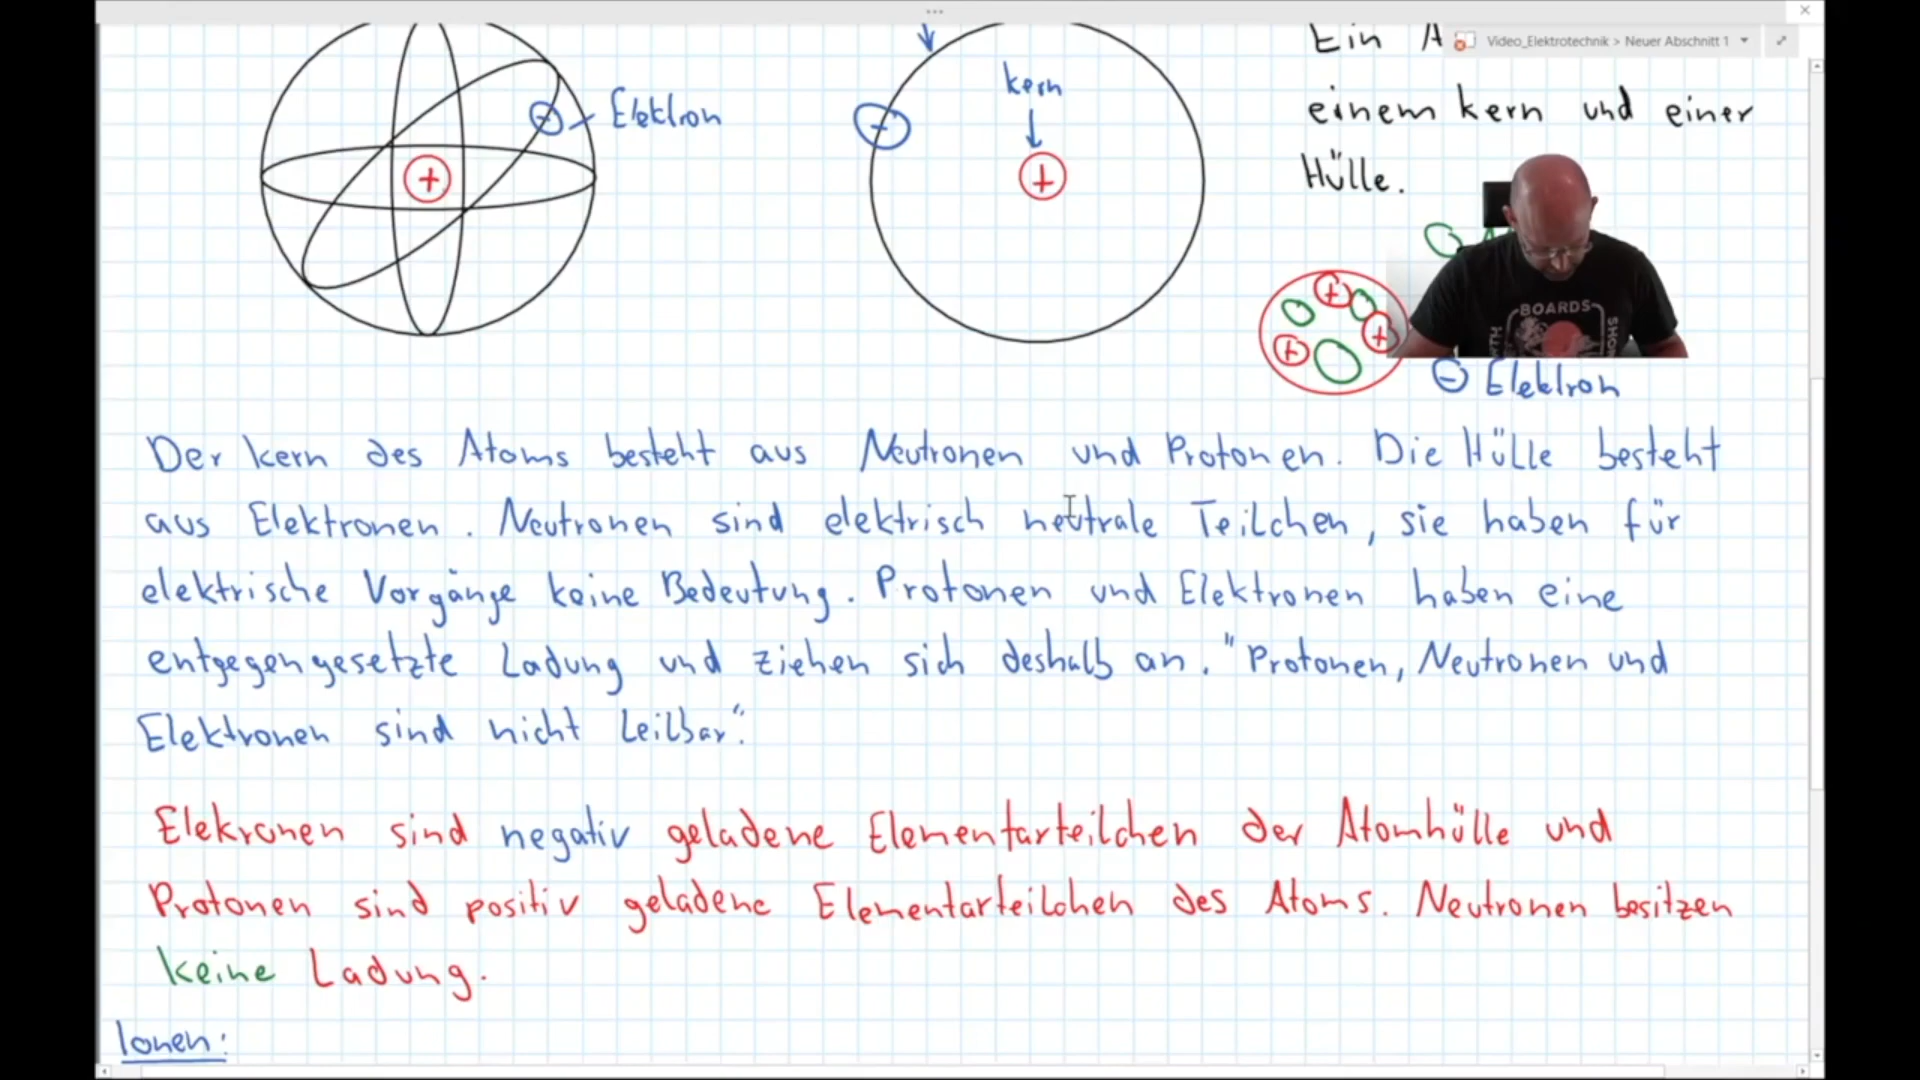 Ein A
Video_Elektrotechnik > Neuer Abschnitt 1
Elektron
kern
einem kern und einer
Hülle.
BOARDS
Elektron
Der kern des Atoms besteht aus Neutronen und Protonen. Die Hülle besteht
aus Elektronen. Neutronen sind elektrisch neutrale Teilchen, sie haben für
elektrische Vorgänge keine Bedeutung. Protonen und Elektronen haben eine
entgegengesetzte Ladung und ziehen sich deshalb an. "Protonen, Neutronen und
Elektronen sind nicht teilbar".
Elekronen sind negativ geladene Elementarteilchen der Atomhülle und
Protonen sind positiv geladene Elementarteilchen des Atoms. Neutronen besitzen
keine Ladung.
Ionen: